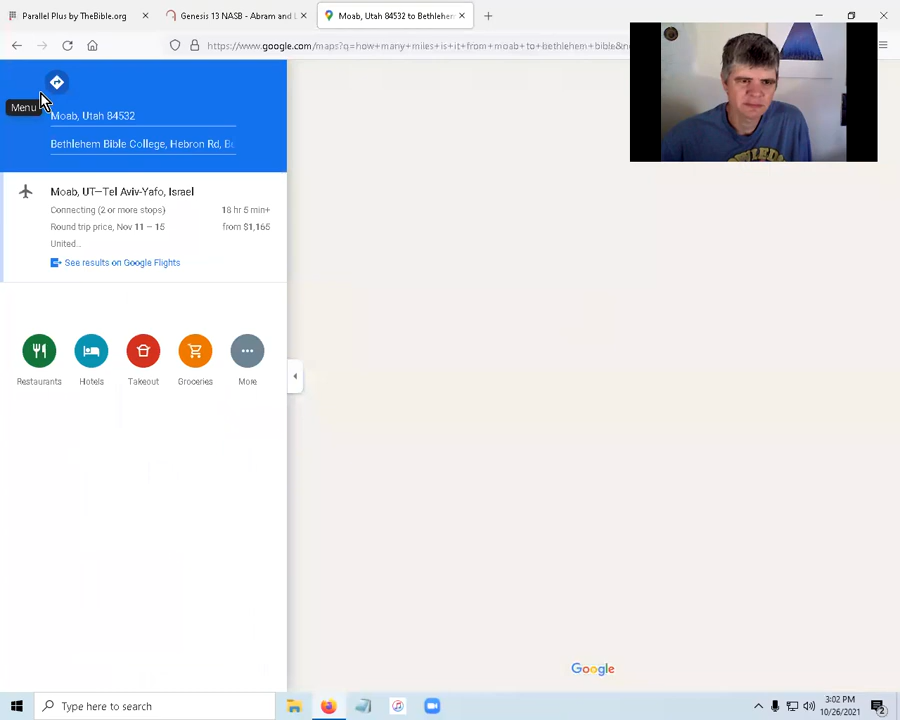 Parallel Plus by TheBible.org
Genesis 13 NASB - Abram and L
Moab, Utah 84532 to Bethlehem
https://www.google.com/maps?q=how+many+miles+is+it+from+moab+to+bethlehem+bible&n
Menu
Moab, Utah 84532
Bethlehem Bible College, Hebron Rd, Be
Moab, UT—Tel Aviv-Yafo, Israel
Connecting (2 or more stops) 18 hr 5 min+
Round trip price, Nov 11 – 15 from $1,165
United...
See results on Google Flights
Restaurants Hotels Takeout Groceries More
Google
Type here to search
3:02 PM
10/26/2021
2